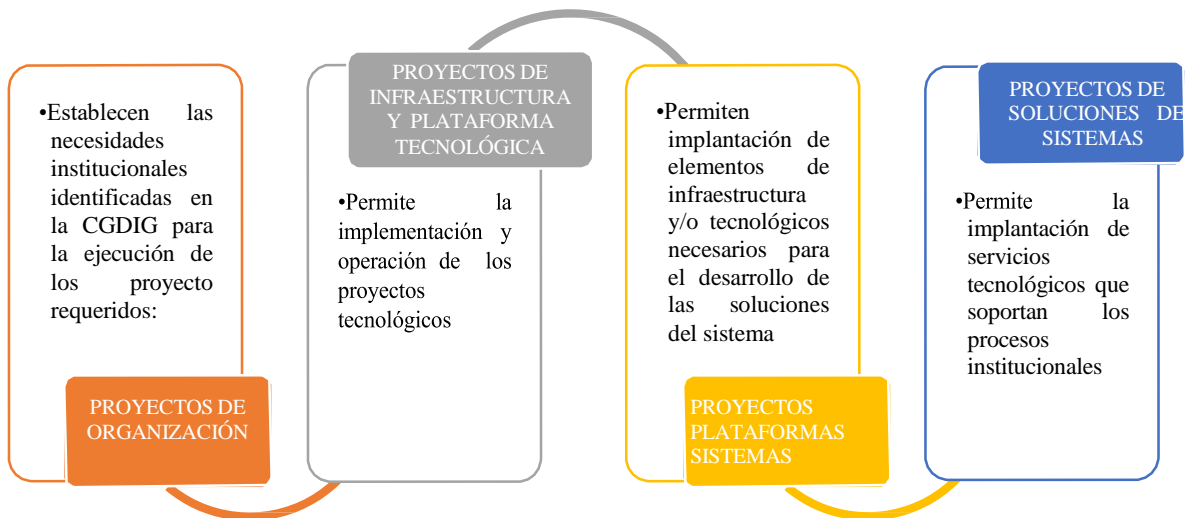 •Establecen las
necesidades
institucionales
identificadas en
la CGDIG para
la ejecución de
los proyecto
requeridos:
PROYECTOS DE
ORGANIZACIÓN
PROYECTOS DE
INFRAESTRUCTURA
Y PLATAFORMA
TECNOLÓGICA
•Permite la
implementación y
operación de los
proyectos
tecnológicos
•Permiten
implantación de
elementos de
infraestructura
y/o tecnológicos
necesarios para
el desarrollo de
las soluciones
del sistema
PROYECTOS
PLATAFORMAS
SISTEMAS
PROYECTOS DE
SOLUCIONES DE
SISTEMAS
•Permite la
implantación de
servicios
tecnológicos que
soportan los
procesos
institucionales